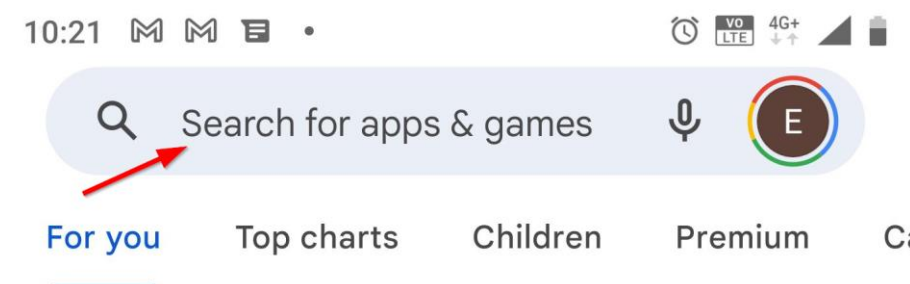 10:21 VO LTE 4G+
Search for apps & games E
For you Top charts Children Premium